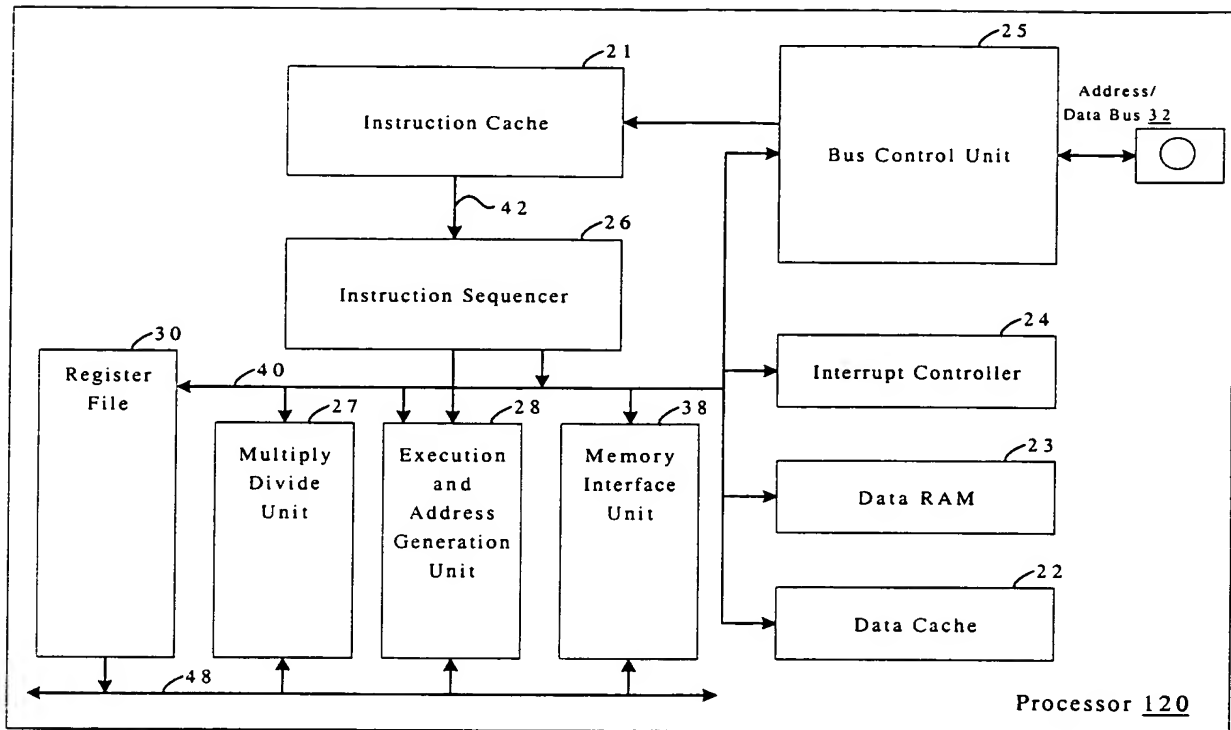 21
Instruction Cache
25
Bus Control Unit
Address/
Data Bus 32
42
26
Instruction Sequencer
30
Register
File
40
24
Interrupt Controller
27
Multiply
Divide
Unit
28
Execution
and
Address
Generation
Unit
38
Memory
Interface
Unit
23
Data RAM
22
Data Cache
48
Processor 120